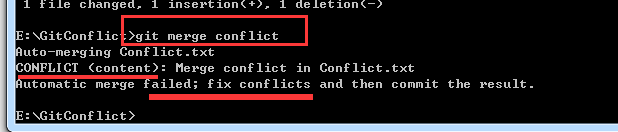 1 file changed, 1 insertion(+), 1 deletion(-)
E:\GitConflict>git merge conflict
Auto-merging Conflict.txt
CONFLICT (content): Merge conflict in Conflict.txt
Automatic merge failed; fix conflicts and then commit the result.
E:\GitConflict>